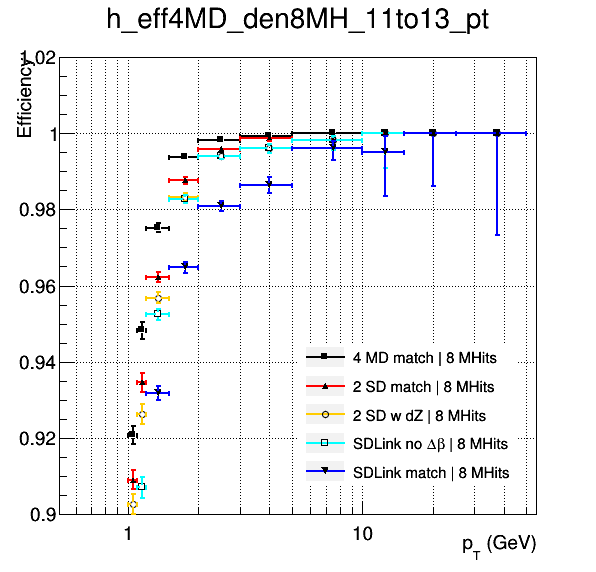 h_eff4MD_den8MH_11to13_pt
Efficiency
1.02
1
0.98
0.96
0.94
0.92
0.9
4 MD match | 8 MHits
2 SD match | 8 MHits
2 SD w dZ | 8 MHits
SDLink no Δβ | 8 MHits
SDLink match | 8 MHits
1 10
p_T (GeV)